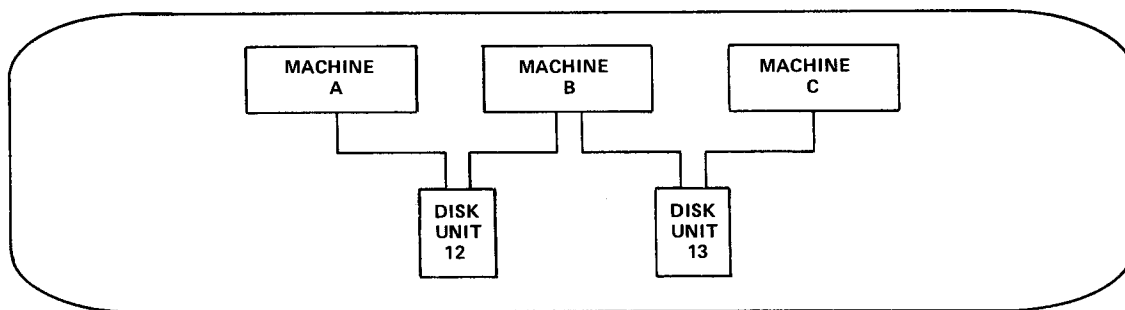 MACHINE
A
MACHINE
B
MACHINE
C
DISK
UNIT
12
DISK
UNIT
13